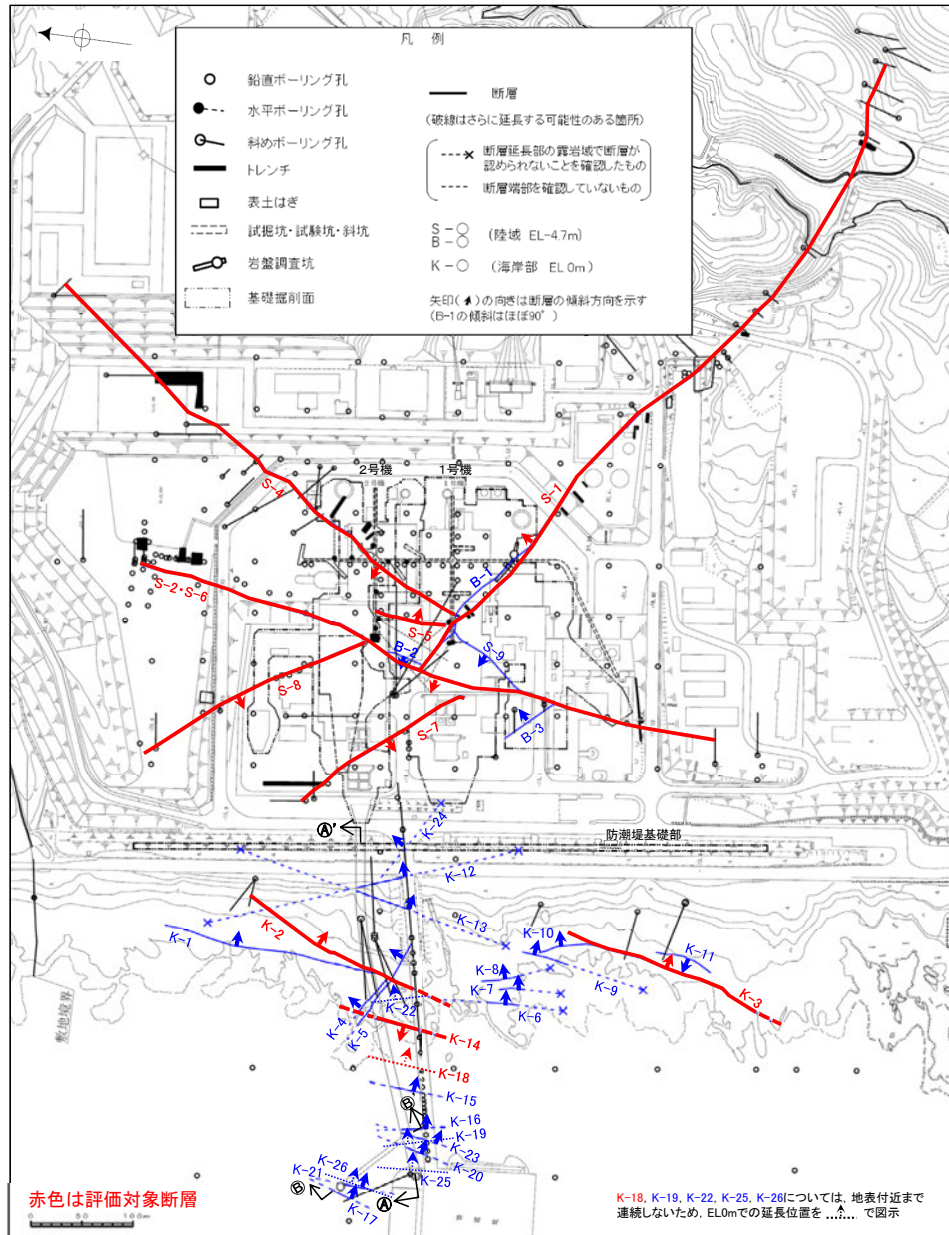 凡 例
鉛直ボーリング孔
水平ボーリング孔
斜めボーリング孔
トレンチ
表土はぎ
試掘坑・試験坑・斜坑
岩盤調査坑
基礎掘削面
断層
(破線はさらに延長する可能性のある箇所)
断層延長部の露岩域で断層が
認められないことを確認したもの
断層端部を確認していないもの
S-○
B-○
(陸域 EL-4.7m)
K-○
(海岸部 EL 0m)
矢印( )の向きは断層の傾斜方向を示す
(B-1の傾斜はほぼ90°)
2号機
1号機
S-4
S-1
B-1
S-2・S-6
S-5
B-2
S-9
S-8
S-7
B-3
K-24
Ⓐ'
防潮堤基礎部
K-12
K-2
K-13
K-1
K-10
K-11
K-8
K-9
K-7
K-22
K-6
K-3
K-4
K-5
K-14
敷地境界
K-18
K-15
Ⓑ'
K-16
K-19
K-23
K-20
K-26
K-21
K-25
Ⓑ
Ⓐ
K-17
赤色は評価対象断層
0 50 100m
K-18, K-19, K-22, K-25, K-26については, 地表付近まで
連続しないため, EL0mでの延長位置を で図示